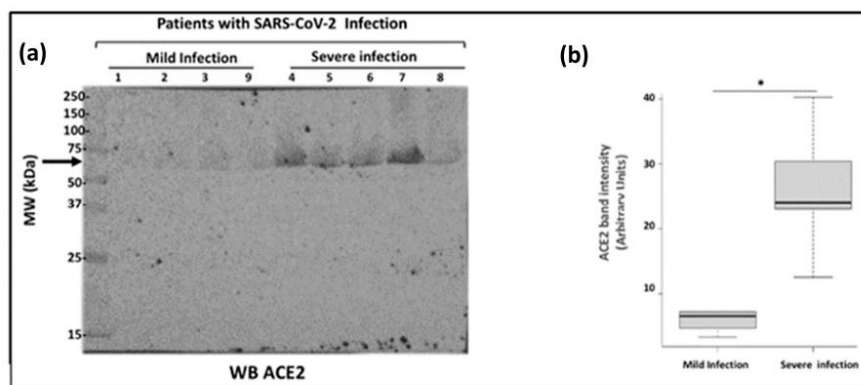 Patients with SARS-CoV-2 Infection
(a)
Mild Infection
Severe infection
1 2 3 9 4 5 6 7 8
250-
150-
100-
75-
50-
37-
25-
15-
MW (kDa)
WB ACE2
(b)
*
ACE2 band intensity
(Arbitrary Units)
40
30
20
10
Mild Infection
Severe infection